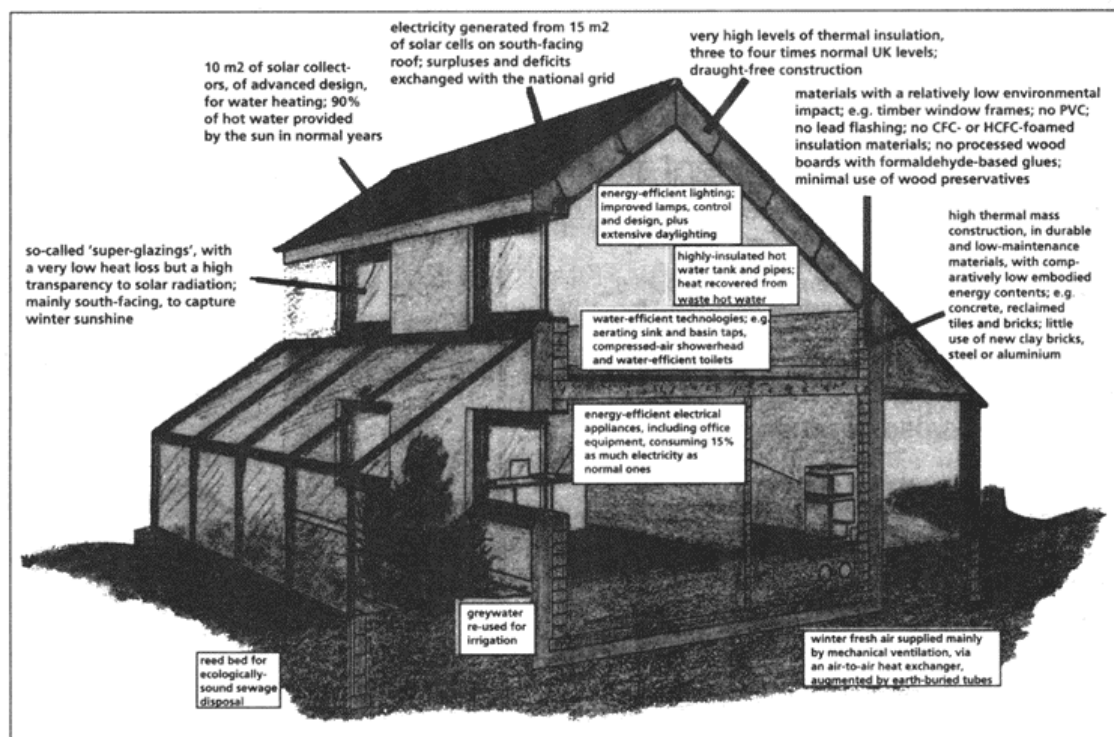 electricity generated from 15 m2
of solar cells on south-facing
roof; surpluses and deficits
exchanged with the national grid
very high levels of thermal insulation,
three to four times normal UK levels;
draught-free construction
10 m2 of solar collect-
ors, of advanced design,
for water heating; 90%
of hot water provided
by the sun in normal years
materials with a relatively low environmental
impact; e.g. timber window frames; no PVC;
no lead flashing; no CFC- or HCFC-foamed
insulation materials; no processed wood
boards with formaldehyde-based glues;
minimal use of wood preservatives
energy-efficient lighting;
improved lamps, control
and design, plus
extensive daylighting
high thermal mass
construction, in durable
and low-maintenance
materials, with comp-
aratively low embodied
energy contents; e.g.
concrete, reclaimed
tiles and bricks; little
use of new clay bricks,
steel or aluminium
so-called 'super-glazings', with
a very low heat loss but a high
transparency to solar radiation;
mainly south-facing, to capture
winter sunshine
highly-insulated hot
water tank and pipes;
heat recovered from
waste hot water
water-efficient technologies; e.g.
aerating sink and basin taps,
compressed-air showerhead
and water-efficient toilets
energy-efficient electrical
appliances, including office
equipment, consuming 15%
as much electricity as
normal ones
greywater
re-used for
irrigation
reed bed for
ecologically-
sound sewage
disposal
winter fresh air supplied mainly
by mechanical ventilation, via
an air-to-air heat exchanger,
augmented by earth-buried tubes